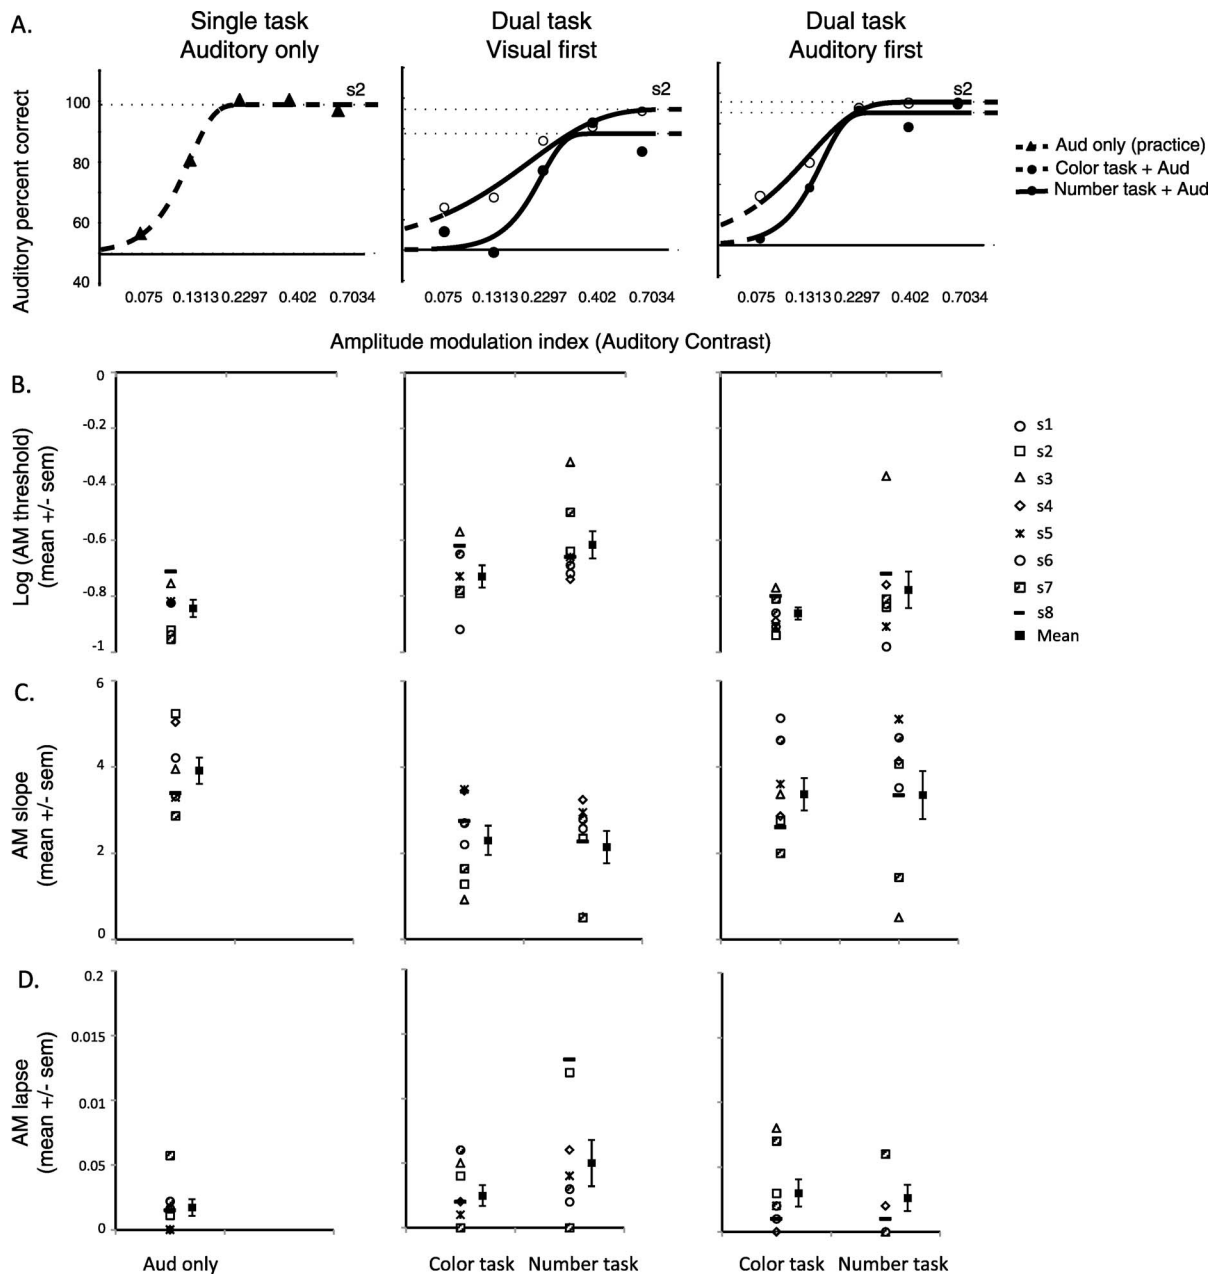 A.
Single task
Auditory only
Dual task
Visual first
Dual task
Auditory first
Auditory percent correct
100
80
60
40
s2
s2
s2
Aud only (practice)
Color task + Aud
Number task + Aud
0.075 0.1313 0.2297 0.402 0.7034
0.075 0.1313 0.2297 0.402 0.7034
0.075 0.1313 0.2297 0.402 0.7034
Amplitude modulation index (Auditory Contrast)
B.
Log (AM threshold)
(mean +/- sem)
0
-0.2
-0.4
-0.6
-0.8
-1
s1
s2
s3
s4
s5
s6
s7
s8
Mean
C.
AM slope
(mean +/- sem)
6
4
2
0
D.
AM lapse
(mean +/- sem)
0.2
0.015
0.01
0.05
0
Aud only
Color task Number task
Color task Number task